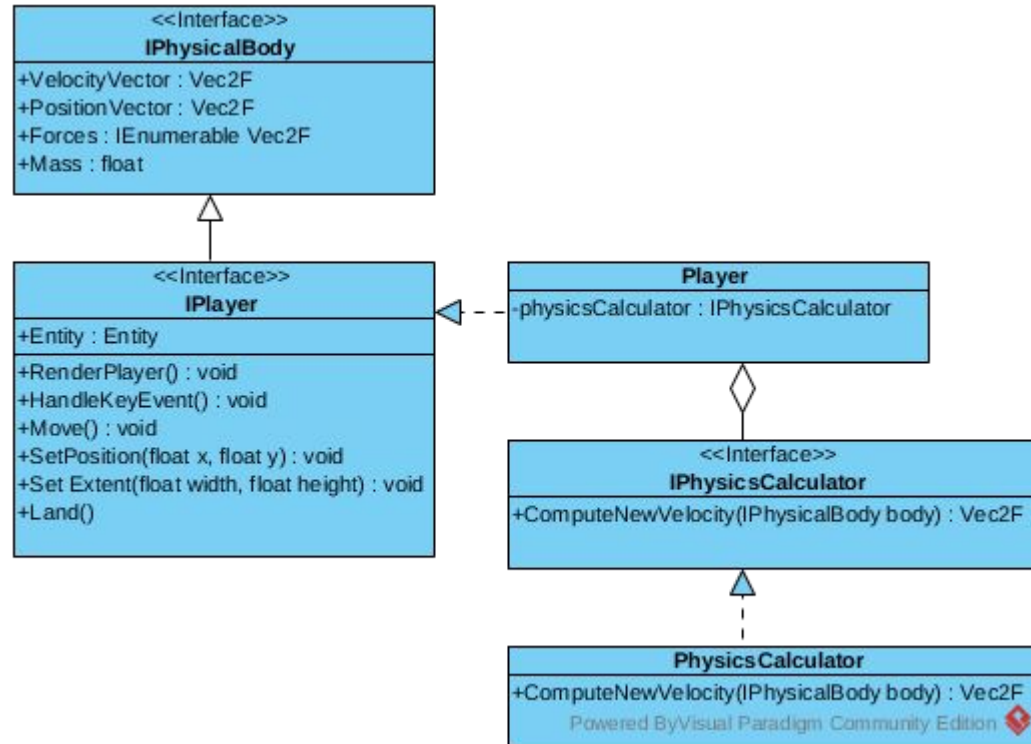 <<Interface>>
IPhysicalBody
+VelocityVector : Vec2F
+PositionVector : Vec2F
+Forces : IEnumerable Vec2F
+Mass : float
<<Interface>>
IPlayer
+Entity : Entity
+RenderPlayer() : void
+HandleKeyEvent() : void
+Move() : void
+SetPosition(float x, float y) : void
+Set Extent(float width, float height) : void
+Land()
Player
-physicsCalculator : IPhysicsCalculator
<<Interface>>
IPhysicsCalculator
+ComputeNewVelocity(IPhysicalBody body) : Vec2F
PhysicsCalculator
+ComputeNewVelocity(IPhysicalBody body) : Vec2F
Powered ByVisual Paradigm Community Edition